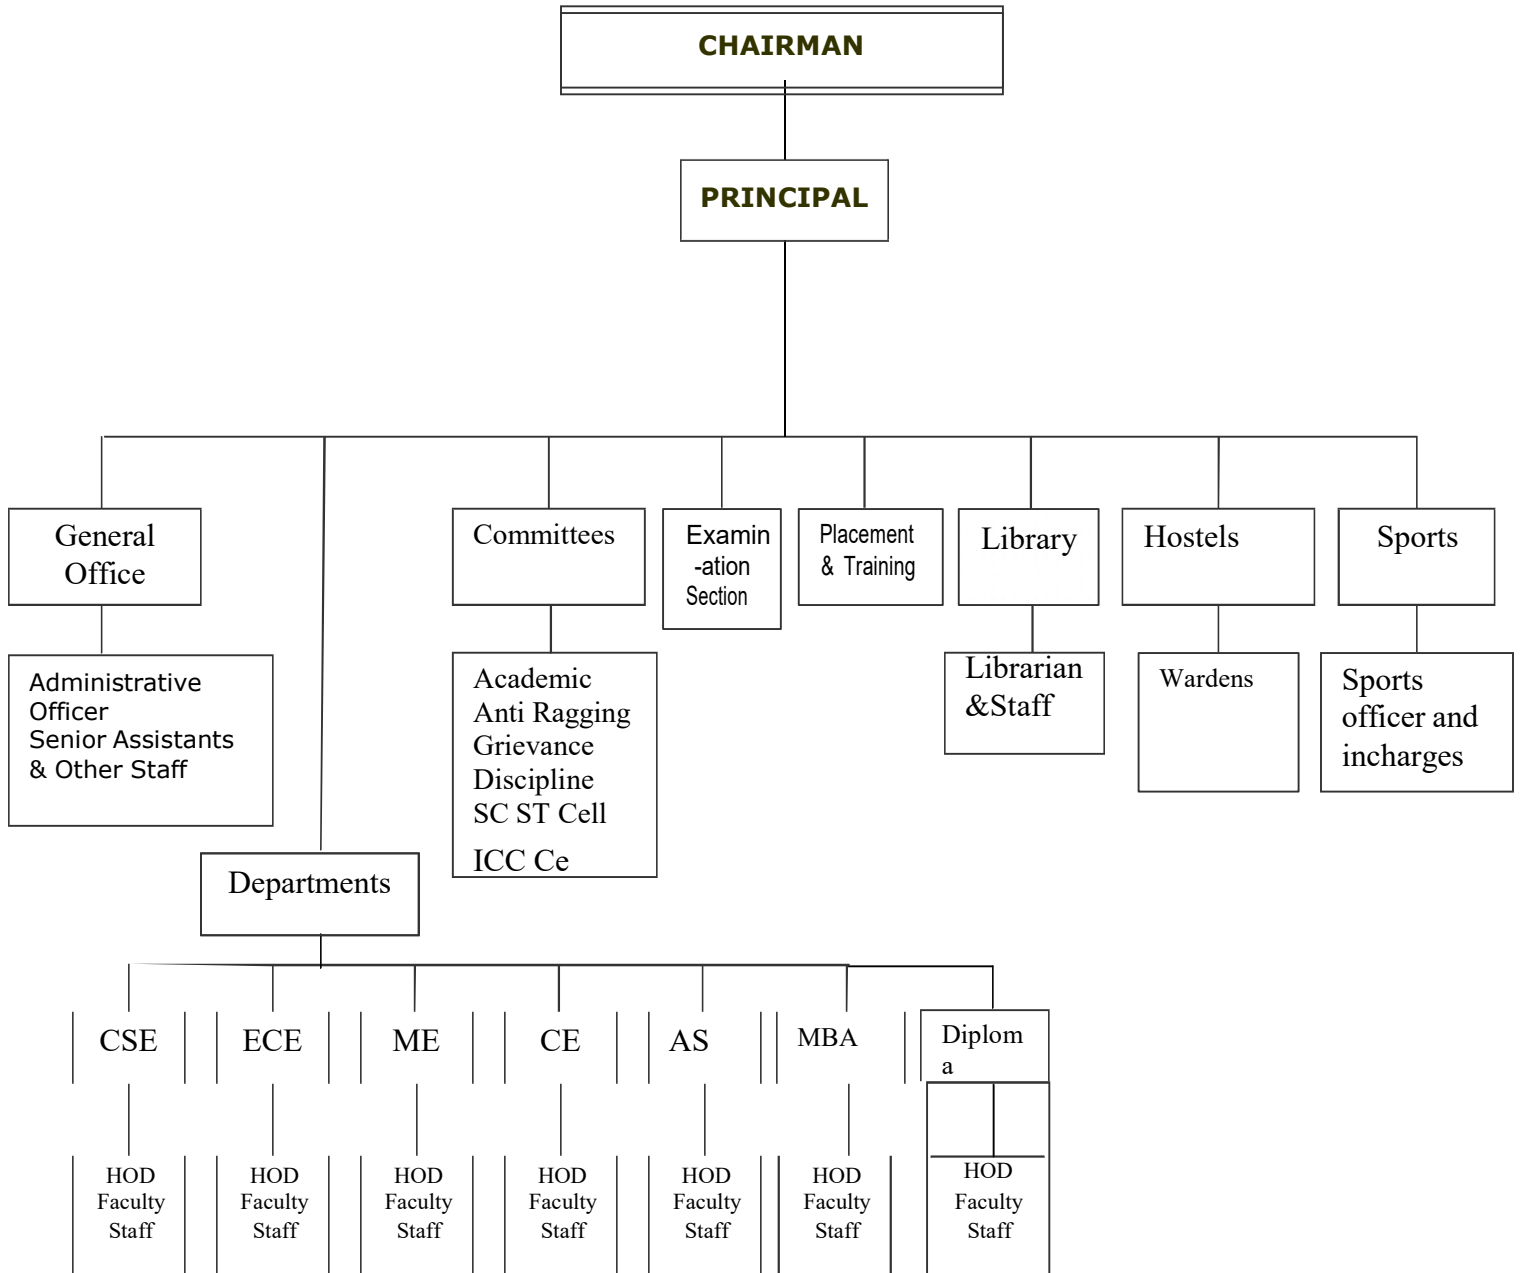 CHAIRMAN
PRINCIPAL
General
Office
Committees
Examin
-ation
Section
Placement
& Training
Library
Hostels
Sports
Administrative
Officer
Senior Assistants
& Other Staff
Academic
Anti Ragging
Grievance
Discipline
SC ST Cell
ICC Ce
Librarian
&Staff
Wardens
Sports
officer and
incharges
Departments
CSE
ECE
ME
CE
AS
MBA
Diplom
a
HOD
Faculty
Staff
HOD
Faculty
Staff
HOD
Faculty
Staff
HOD
Faculty
Staff
HOD
Faculty
Staff
HOD
Faculty
Staff
HOD
Faculty
Staff